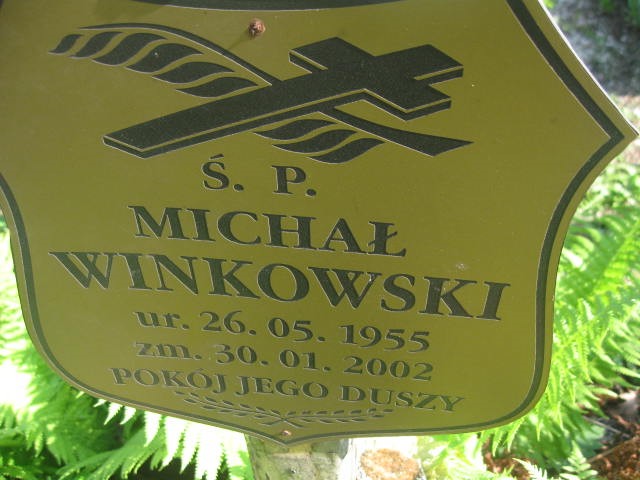 Ś. P.
MICHAŁ
WINKOWSKI
ur. 26. 05. 1955
zm. 30. 01. 2002
POKÓJ JEGO DUSZY